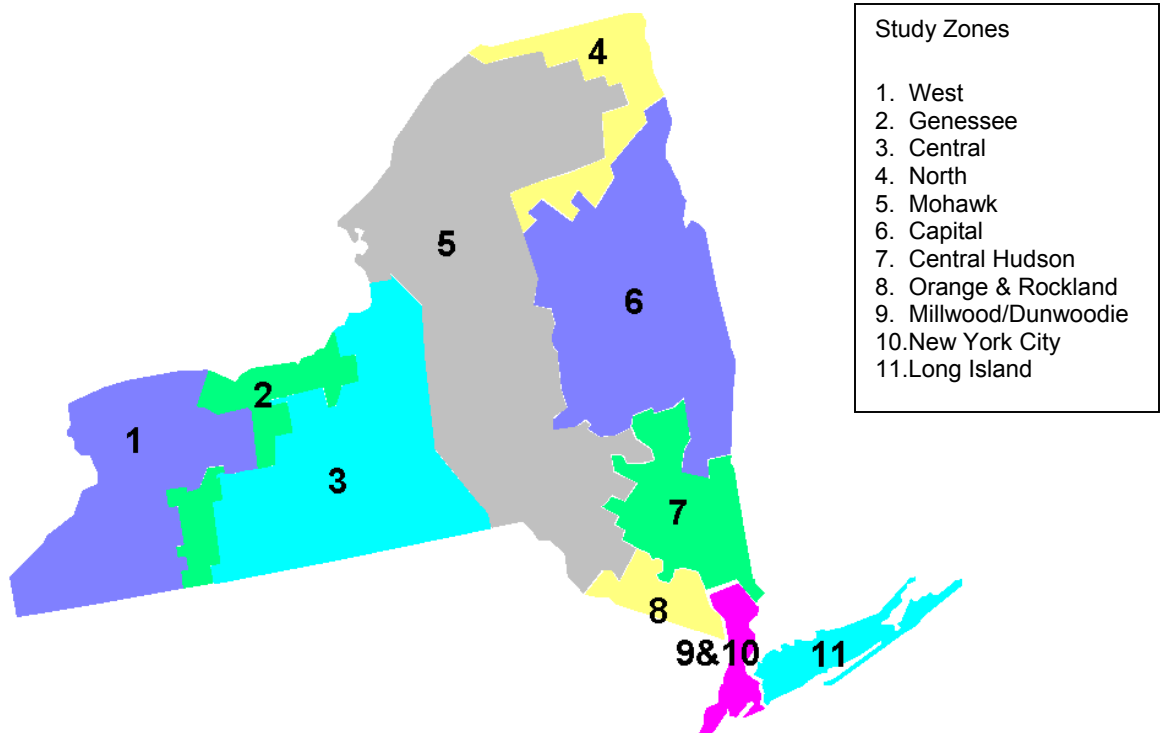 Study Zones
1. West
2. Genessee
3. Central
4. North
5. Mohawk
6. Capital
7. Central Hudson
8. Orange & Rockland
9. Millwood/Dunwoodie
10.New York City
11.Long Island
4
5
6
2
1
3
7
8
9&10
11